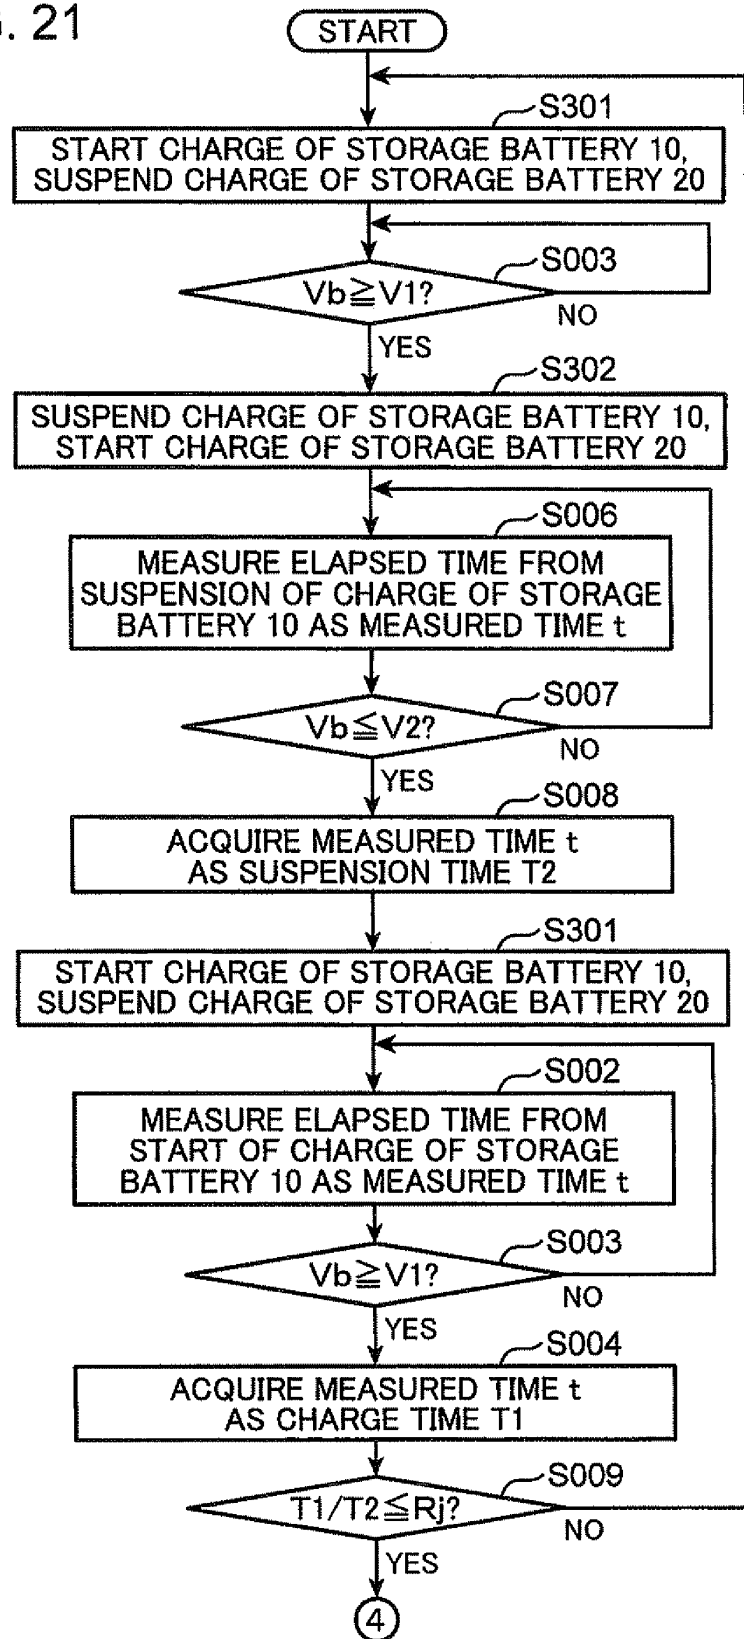 . 21
START
S301
START CHARGE OF STORAGE BATTERY 10,
SUSPEND CHARGE OF STORAGE BATTERY 20
S003
Vb≧V1?
NO
YES
S302
SUSPEND CHARGE OF STORAGE BATTERY 10,
START CHARGE OF STORAGE BATTERY 20
S006
MEASURE ELAPSED TIME FROM
SUSPENSION OF CHARGE OF STORAGE
BATTERY 10 AS MEASURED TIME t
S007
Vb≦V2?
NO
YES
S008
ACQUIRE MEASURED TIME t
AS SUSPENSION TIME T2
S301
START CHARGE OF STORAGE BATTERY 10,
SUSPEND CHARGE OF STORAGE BATTERY 20
S002
MEASURE ELAPSED TIME FROM
START OF CHARGE OF STORAGE
BATTERY 10 AS MEASURED TIME t
S003
Vb≧V1?
NO
YES
S004
ACQUIRE MEASURED TIME t
AS CHARGE TIME T1
S009
T1/T2≦Rj?
NO
YES
4